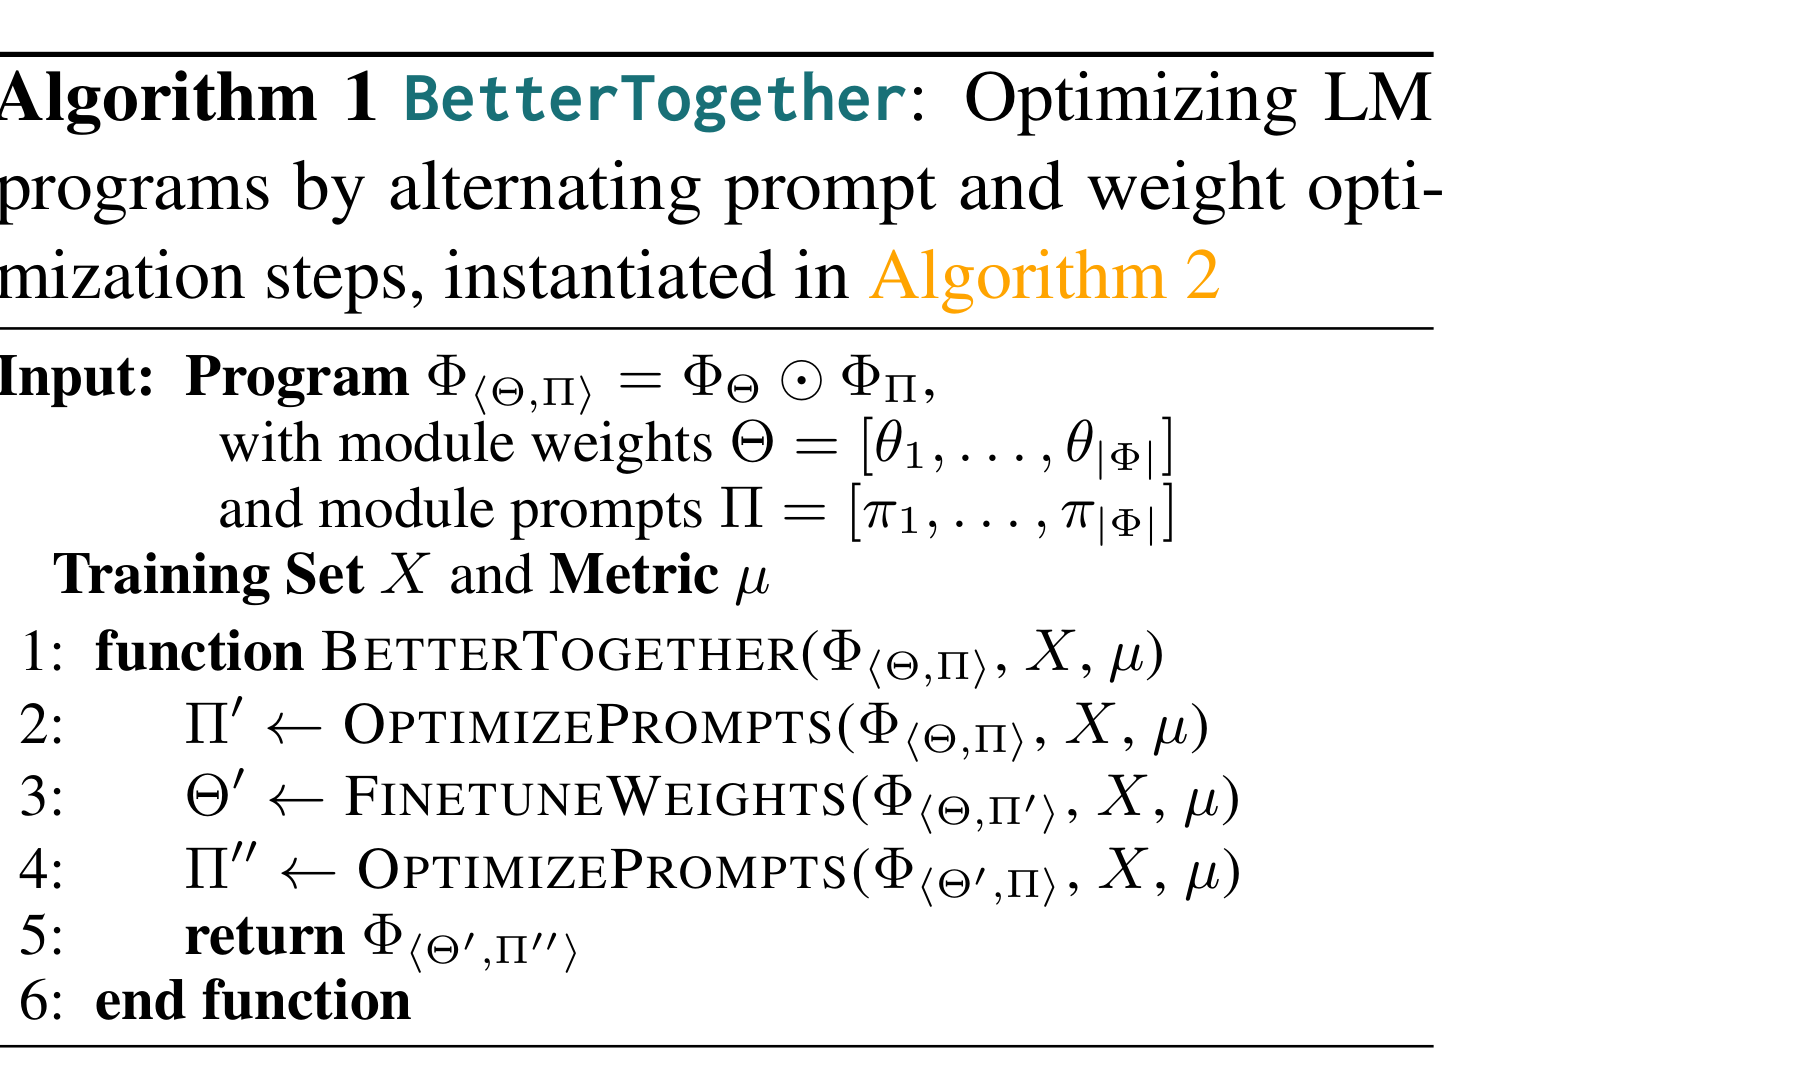 Algorithm 1 BetterTogether: Optimizing LM
programs by alternating prompt and weight opti-
mization steps, instantiated in Algorithm 2
Input: Program Φ⟨Θ,Π⟩ = ΦΘ ⊙ ΦΠ,
with module weights Θ = [θ1, . . . , θ|Φ|]
and module prompts Π = [π1, . . . , π|Φ|]
Training Set X and Metric μ
1: function BETTERTOGETHER(Φ⟨Θ,Π⟩, X, μ)
2: Π′ ← OPTIMIZEPROMPTS(Φ⟨Θ,Π⟩, X, μ)
3: Θ′ ← FINETUNEWEIGHTS(Φ⟨Θ,Π′⟩, X, μ)
4: Π′′ ← OPTIMIZEPROMPTS(Φ⟨Θ′,Π⟩, X, μ)
5: return Φ⟨Θ′,Π′′⟩
6: end function